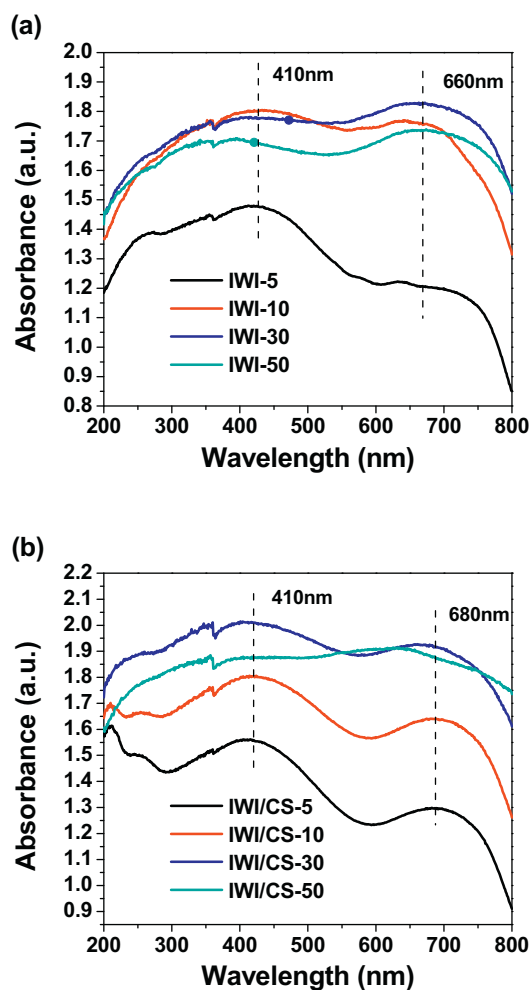 (a)
410nm
660nm
2.0
1.9
1.8
1.7
1.6
1.5
1.4
1.3
1.2
1.1
1.0
0.9
0.8
Absorbance (a.u.)
IWI-5
IWI-10
IWI-30
IWI-50
200 300 400 500 600 700 800
Wavelength (nm)
(b)
410nm
680nm
2.2
2.1
2.0
1.9
1.8
1.7
1.6
1.5
1.4
1.3
1.2
1.1
1.0
0.9
Absorbance (a.u.)
IWI/CS-5
IWI/CS-10
IWI/CS-30
IWI/CS-50
200 300 400 500 600 700 800
Wavelength (nm)